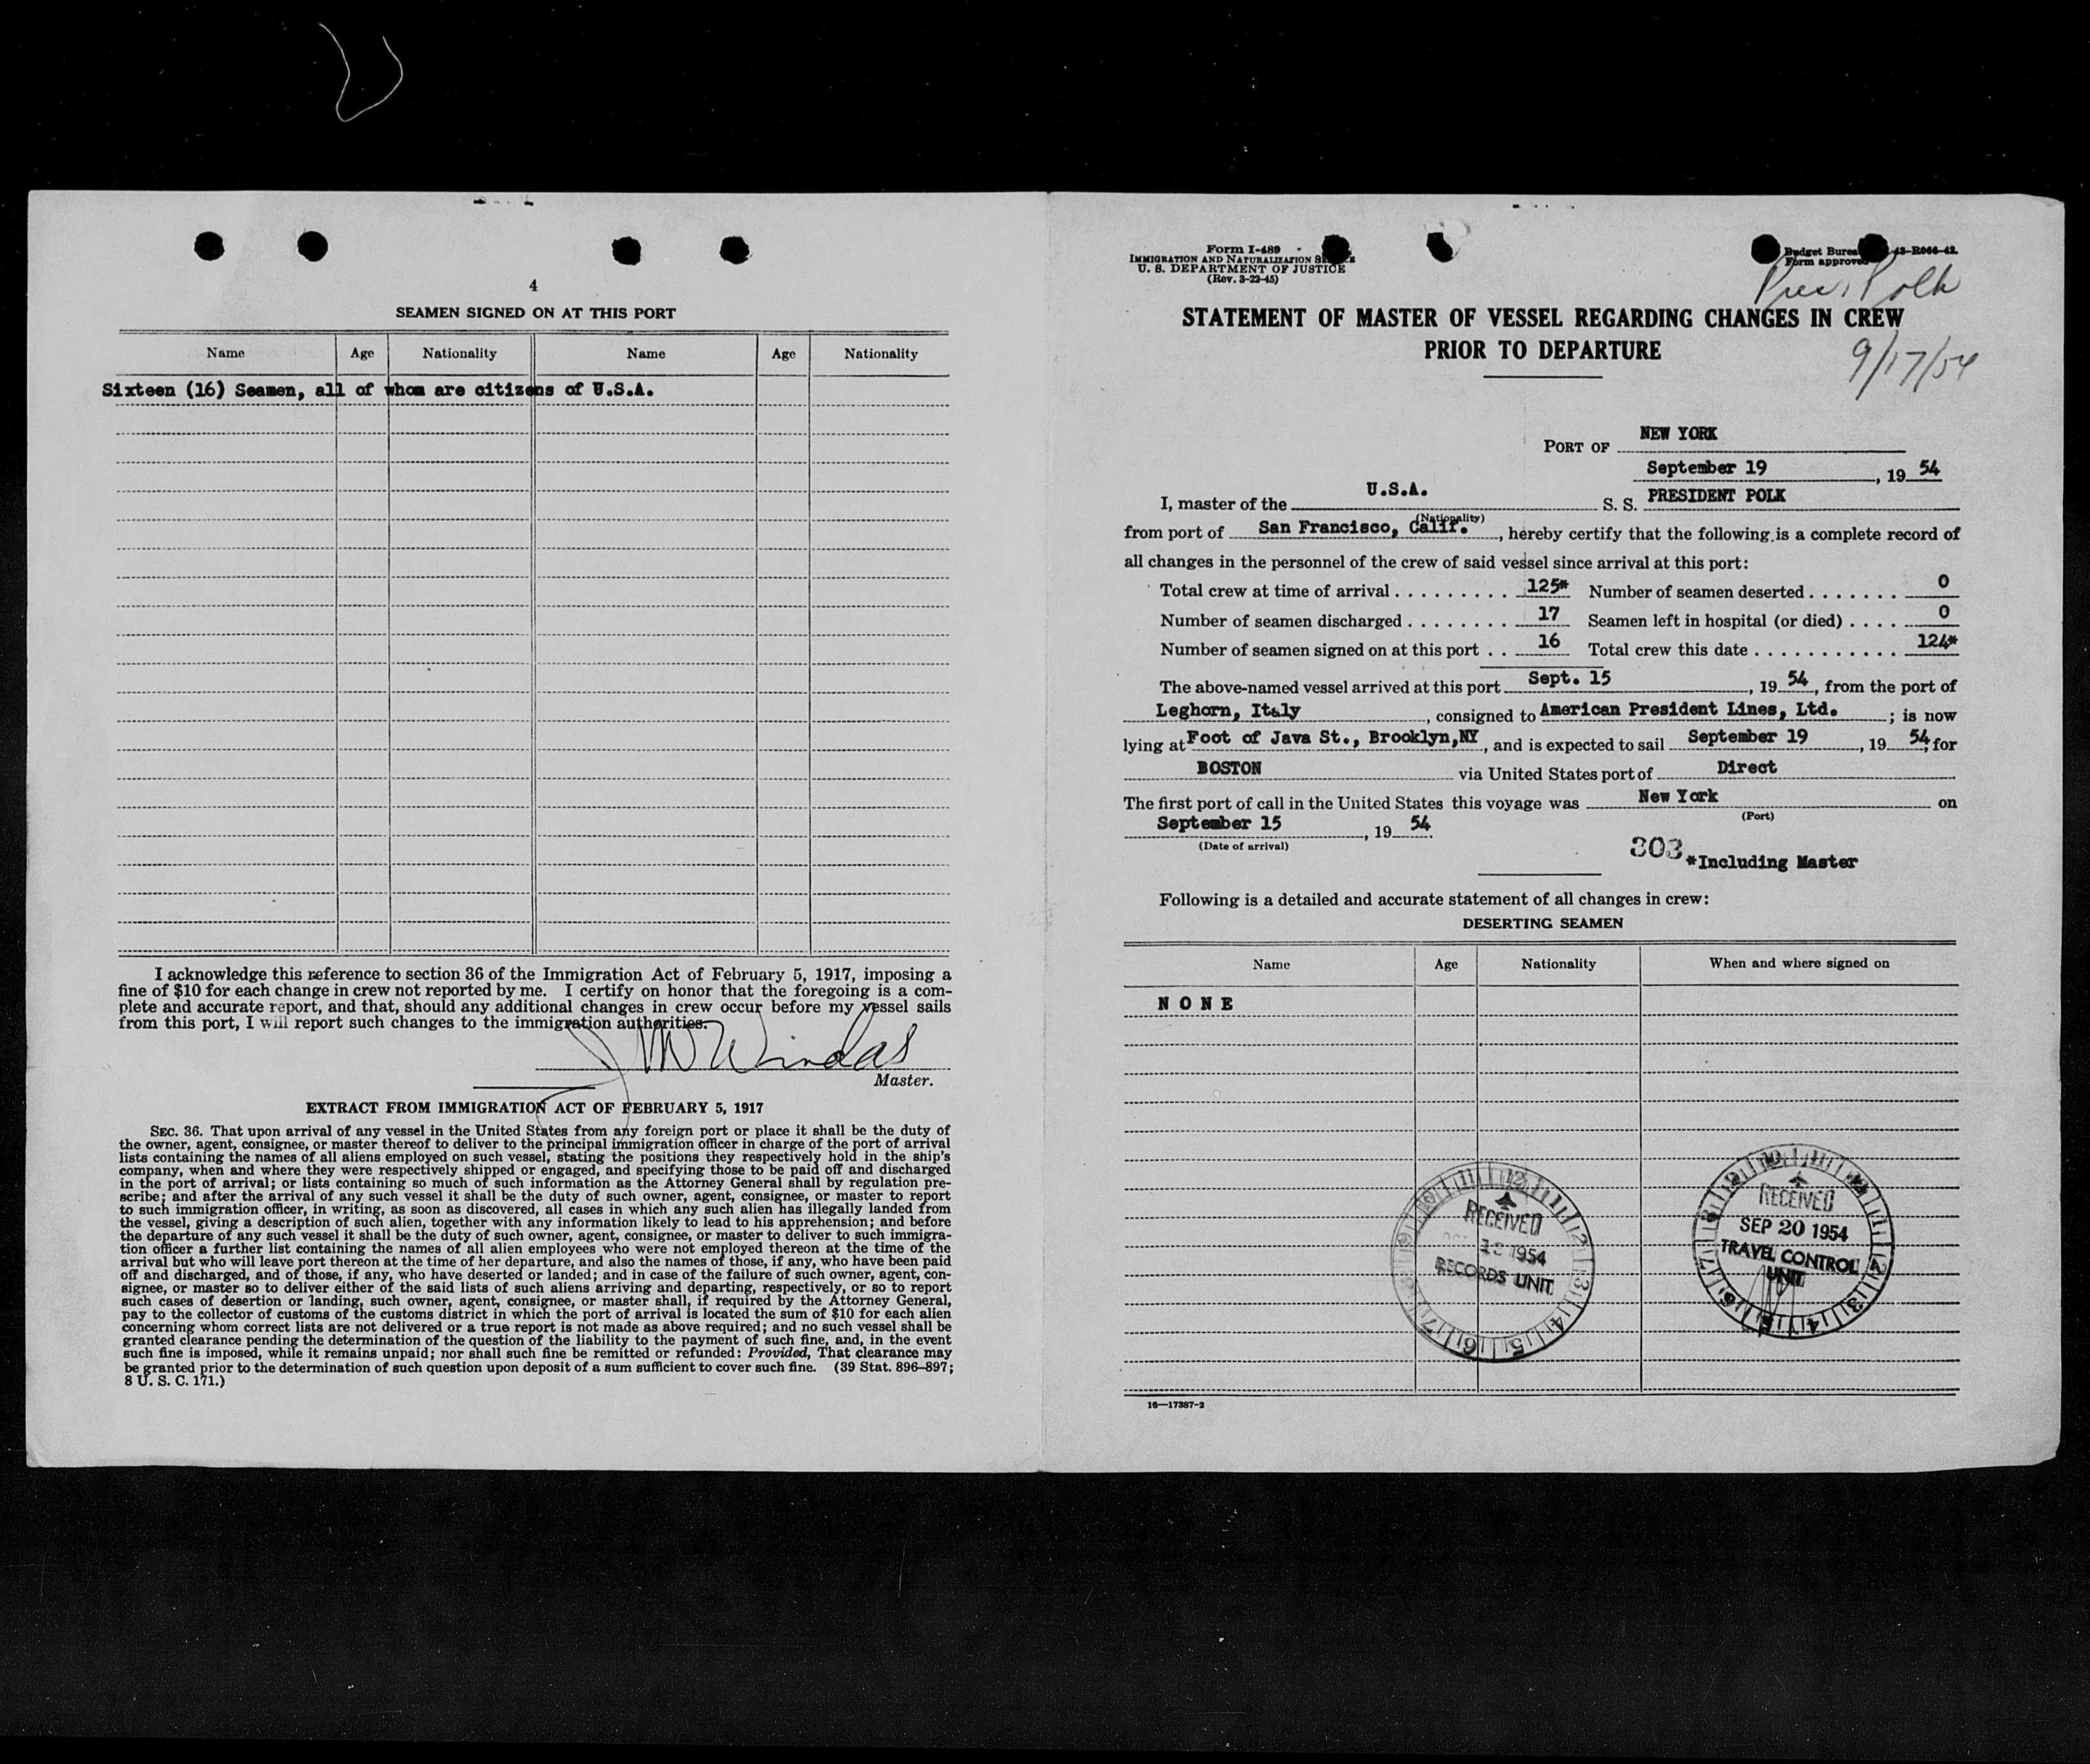 4
SEAMEN SIGNED ON AT THIS PORT
Name Age Nationality Name Age Nationality
Sixteen (16) Seamen, all of whom are citizens of U.S.A.
I acknowledge this reference to section 36 of the Immigration Act of February 5, 1917, imposing a
fine of $10 for each change in crew not reported by me. I certify on honor that the foregoing is a com-
plete and accurate report, and that, should any additional changes in crew occur before my vessel sails
from this port, I will report such changes to the immigration authorities.
Windas
Master.
EXTRACT FROM IMMIGRATION ACT OF FEBRUARY 5, 1917
SEC. 36. That upon arrival of any vessel in the United States from any foreign port or place it shall be the duty of
the owner, agent, consignee, or master thereof to deliver to the principal immigration officer in charge of the port of arrival
lists containing the names of all aliens employed on such vessel, stating the positions they respectively hold in the ship's
company, when and where they were respectively shipped or engaged, and specifying those to be paid off and discharged
in the port of arrival; or lists containing so much of such information as the Attorney General shall by regulation pre-
scribe; and after the arrival of any such vessel it shall be the duty of such owner, agent, consignee, or master to report
to such immigration officer, in writing, as soon as discovered, all cases in which any such alien has illegally landed from
the vessel, giving a description of such alien, together with any information likely to lead to his apprehension; and before
the departure of any such vessel it shall be the duty of such owner, agent, consignee, or master to deliver to such immigra-
tion officer a further list containing the names of all alien employees who were not employed thereon at the time of the
arrival but who will leave port thereon at the time of her departure, and also the names of those, if any, who have been paid
off and discharged, and of those, if any, who have deserted or landed; and in case of the failure of such owner, agent, con-
signee, or master so to deliver either of the said lists of such aliens arriving and departing, respectively, or so to report
such cases of desertion or landing, such owner, agent, consignee, or master shall, if required by the Attorney General,
pay to the collector of customs of the customs district in which the port of arrival is located the sum of $10 for each alien
concerning whom correct lists are not delivered or a true report is not made as above required; and no such vessel shall be
granted clearance pending the determination of the question of the liability to the payment of such fine, and, in the event
such fine is imposed, while it remains unpaid; nor shall such fine be remitted or refunded: Provided, That clearance may
be granted prior to the determination of such question upon deposit of a sum sufficient to cover such fine. (39 Stat. 896–897;
8 U. S. C. 171.)
Form I-489
IMMIGRATION AND NATURALIZATION
U. S. DEPARTMENT OF JUSTICE
(Rev. 3-22-45)
Budget 43-R066-42.
Form approved
Pres. Polk
STATEMENT OF MASTER OF VESSEL REGARDING CHANGES IN CREW
PRIOR TO DEPARTURE
9/17/54
PORT OF NEW YORK
September 19, 19 54
I, master of the U.S.A. S. S. PRESIDENT POLK
(Nationality)
from port of San Francisco, Calif., hereby certify that the following is a complete record of
all changes in the personnel of the crew of said vessel since arrival at this port:
Total crew at time of arrival . . . . . . . . . 125* Number of seamen deserted . . . . . . . 0
Number of seamen discharged . . . . . . . . 17 Seamen left in hospital (or died) . . . . 0
Number of seamen signed on at this port . . 16 Total crew this date . . . . . . . . . . . 124*
The above-named vessel arrived at this port Sept. 15, 19 54, from the port of
Leghorn, Italy, consigned to American President Lines, Ltd. ; is now
lying at Foot of Java St., Brooklyn,NY, and is expected to sail September 19, 19 54, for
BOSTON via United States port of Direct
The first port of call in the United States this voyage was New York on
(Port)
September 15, 19 54
(Date of arrival)
303 *Including Master
Following is a detailed and accurate statement of all changes in crew:
DESERTING SEAMEN
Name Age Nationality When and where signed on
NONE
RECEIVED
1954
RECORDS UNIT
RECEIVED
SEP 20 1954
TRAVEL CONTROL
UNIT
16—17387-2